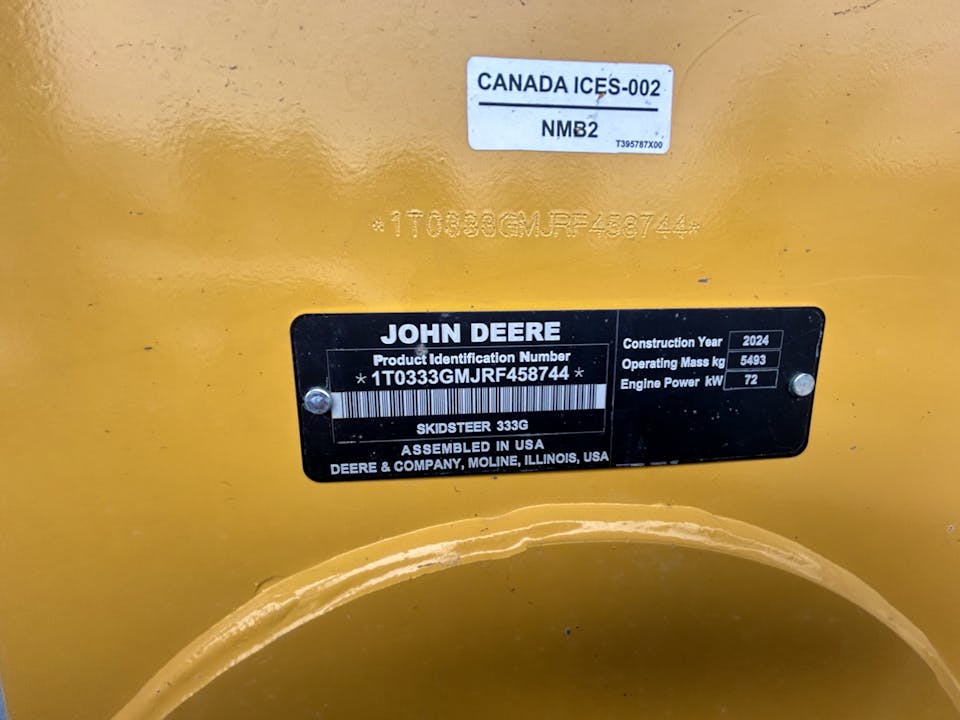 CANADA ICES-002
NMB2
T395787X00
*1T0333GMJRF458744*
JOHN DEERE
Product Identification Number
*1T0333GMJRF458744*
SKIDSTEER 333G
ASSEMBLED IN USA
DEERE & COMPANY, MOLINE, ILLINOIS, USA
Construction Year 2024
Operating Mass kg 5493
Engine Power kW 72